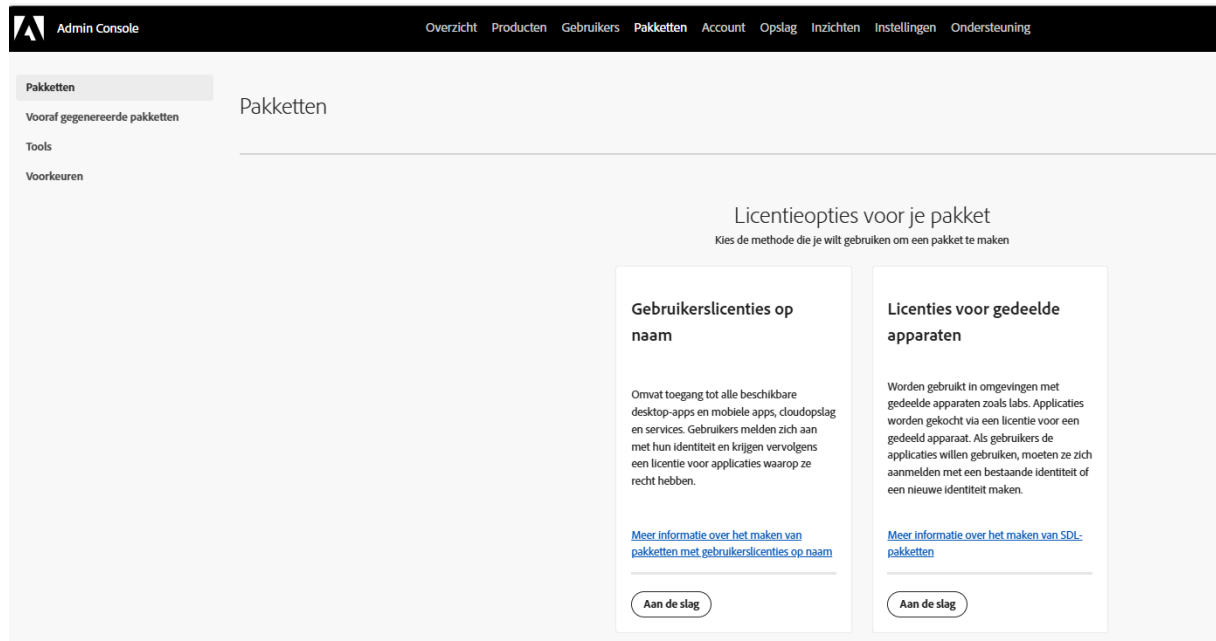 Admin Console
Overzicht Producten Gebruikers Pakketten Account Opslag Inzichten Instellingen Ondersteuning
Pakketten
Vooraf gegenereerde pakketten
Tools
Voorkeuren
Pakketten
Licentieopties voor je pakket
Kies de methode die je wilt gebruiken om een pakket te maken
Gebruikerslicenties op
naam
Omvat toegang tot alle beschikbare
desktop-apps en mobiele apps, cloudopslag
en services. Gebruikers melden zich aan
met hun identiteit en krijgen vervolgens
een licentie voor applicaties waarop ze
recht hebben.
Meer informatie over het maken van
pakketten met gebruikerslicenties op naam
Aan de slag
Licenties voor gedeelde
apparaten
Worden gebruikt in omgevingen met
gedeelde apparaten zoals labs. Applicaties
worden gekocht via een licentie voor een
gedeeld apparaat. Als gebruikers de
applicaties willen gebruiken, moeten ze zich
aanmelden met een bestaande identiteit of
een nieuwe identiteit maken.
Meer informatie over het maken van SDL-
pakketten
Aan de slag